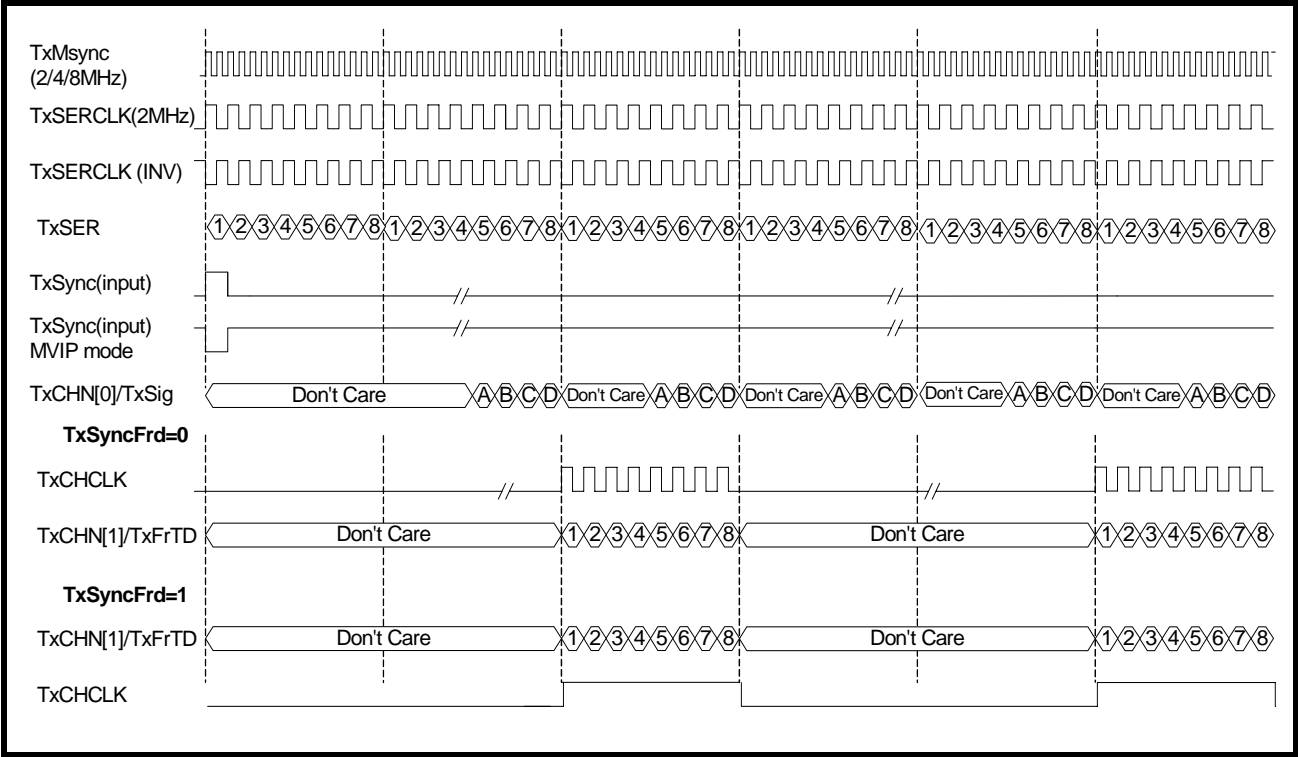 TxMsync
(2/4/8MHz)
TxSERCLK(2MHz)
TxSERCLK (INV)
TxSER 1 2 3 4 5 6 7 8 1 2 3 4 5 6 7 8 1 2 3 4 5 6 7 8 1 2 3 4 5 6 7 8 1 2 3 4 5 6 7 8 1 2 3 4 5 6 7 8
TxSync(input)
TxSync(input)
MVIP mode
TxCHN[0]/TxSig Don't Care A B C D Don't Care A B C D Don't Care A B C D Don't Care A B C D Don't Care A B C D
TxSyncFrd=0
TxCHCLK
TxCHN[1]/TxFrTD Don't Care 1 2 3 4 5 6 7 8 Don't Care 1 2 3 4 5 6 7 8
TxSyncFrd=1
TxCHN[1]/TxFrTD Don't Care 1 2 3 4 5 6 7 8 Don't Care 1 2 3 4 5 6 7 8
TxCHCLK